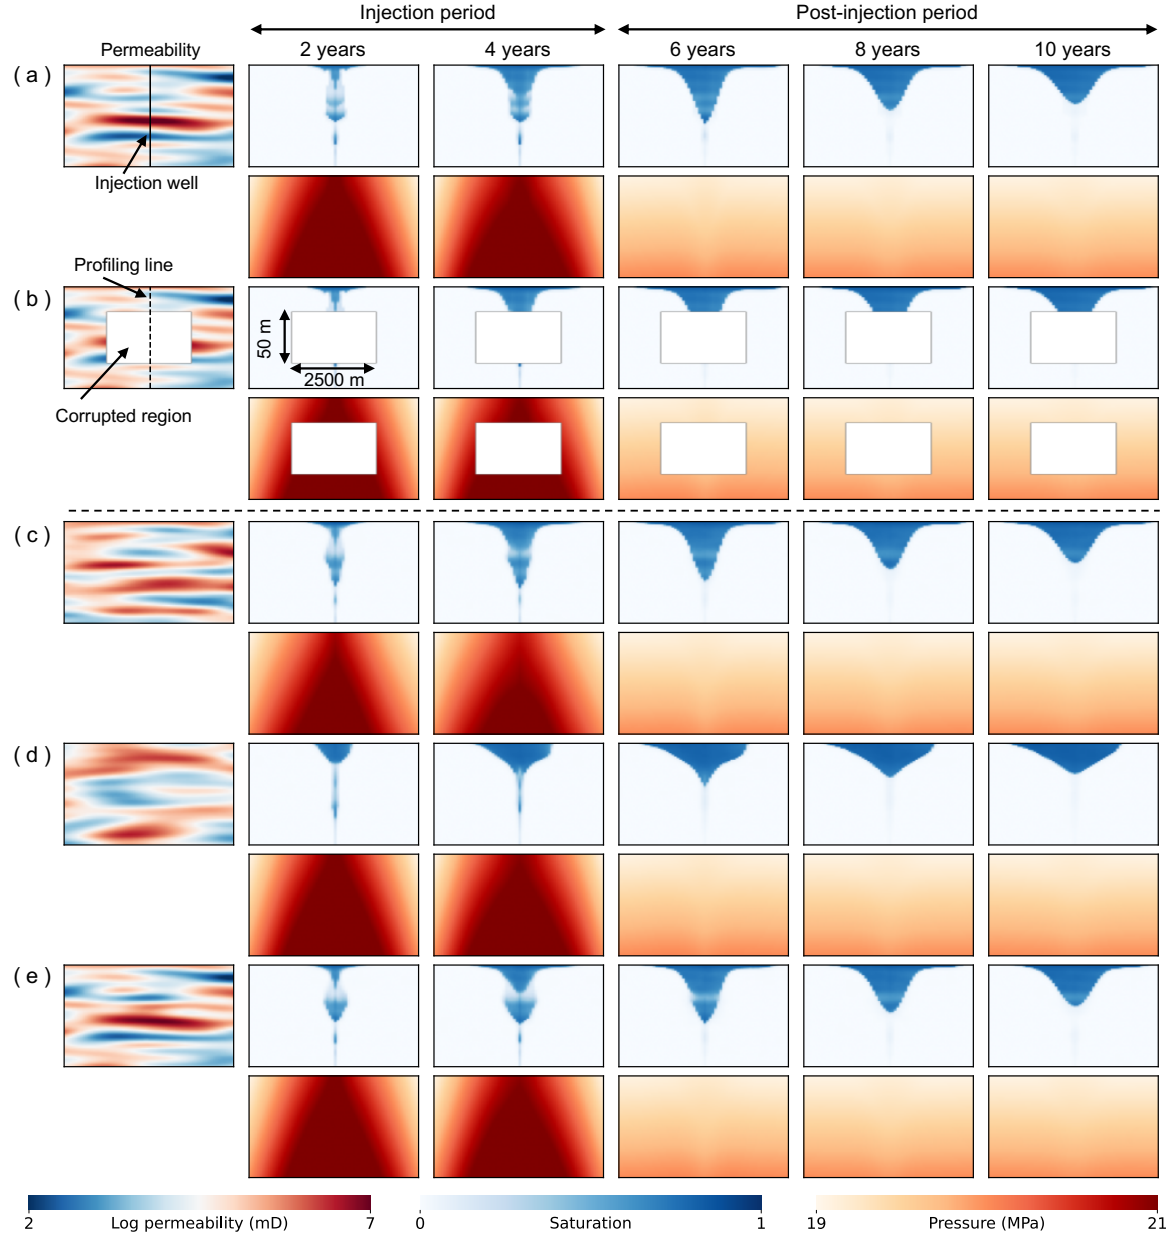 Injection period Post-injection period
Permeability 2 years 4 years 6 years 8 years 10 years
( a )
Injection well
Profiling line
( b )
50 m
2500 m
Corrupted region
( c )
( d )
( e )
2 Log permeability (mD) 7 0 Saturation 1 19 Pressure (MPa) 21